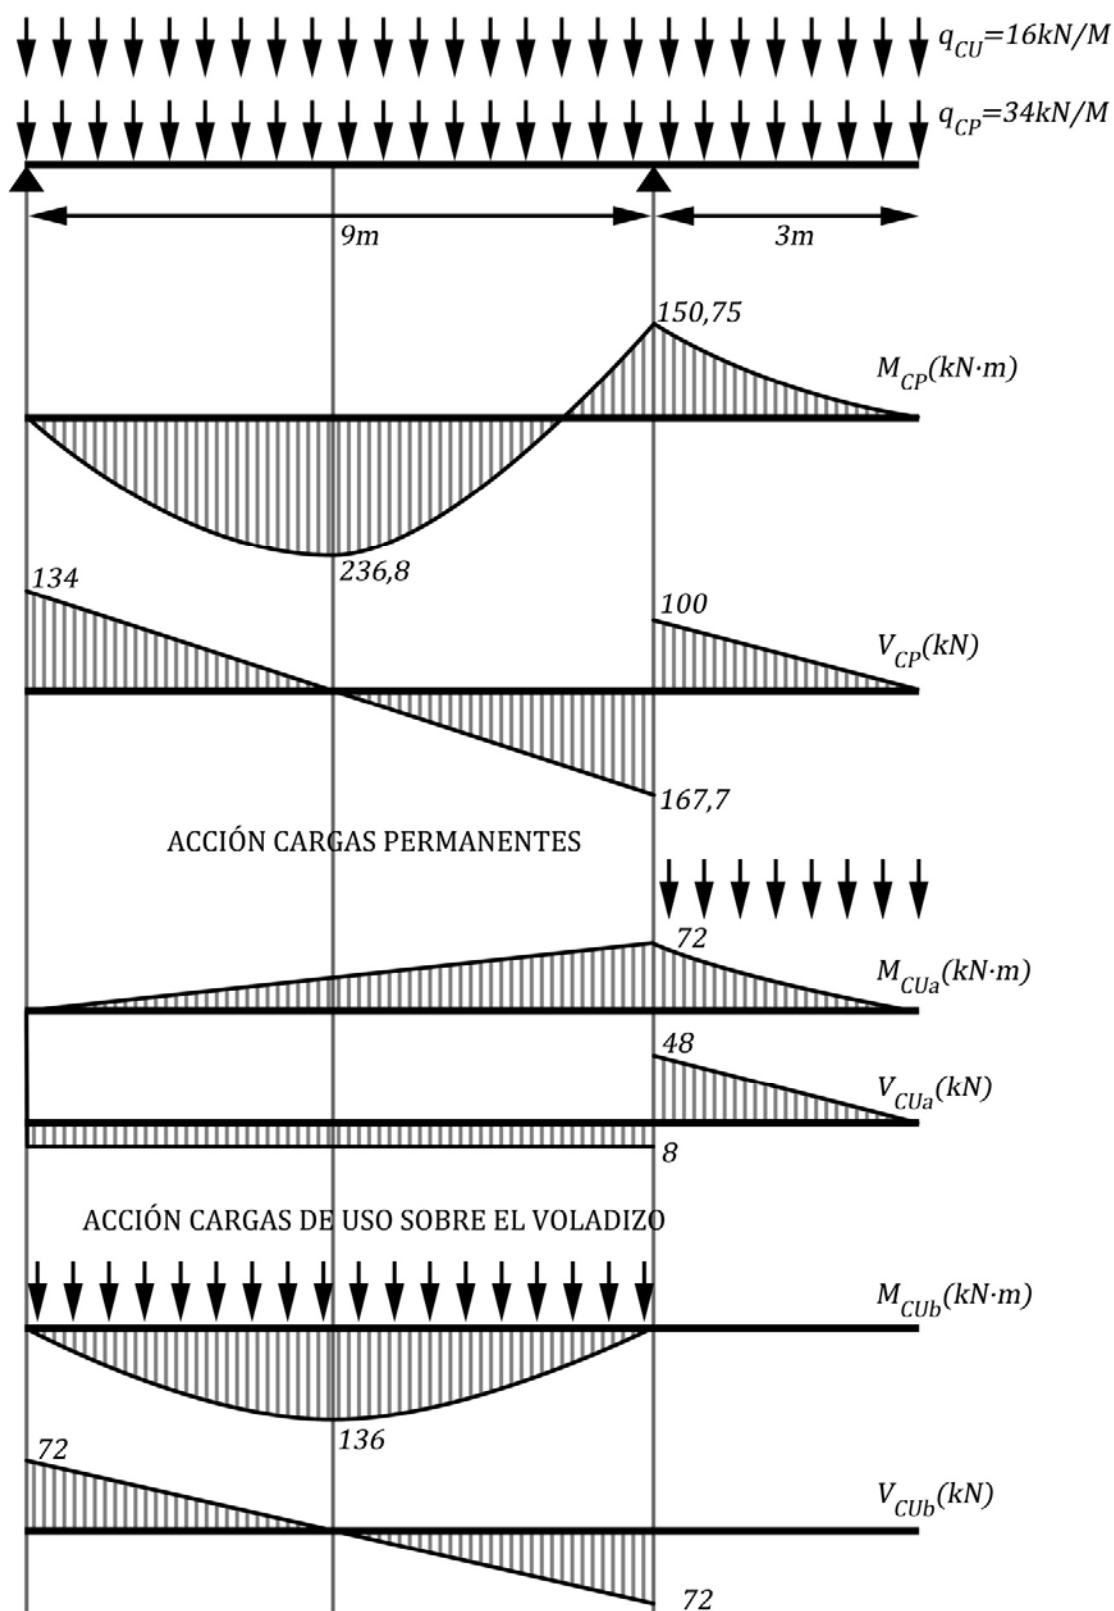 q_CU=16kN/M
q_CP=34kN/M
9m
3m
150,75
M_CP(kN·m)
236,8
134
100
V_CP(kN)
167,7
ACCIÓN CARGAS PERMANENTES
72
M_CUa(kN·m)
48
V_CUa(kN)
8
ACCIÓN CARGAS DE USO SOBRE EL VOLADIZO
M_CUb(kN·m)
136
72
V_CUb(kN)
72